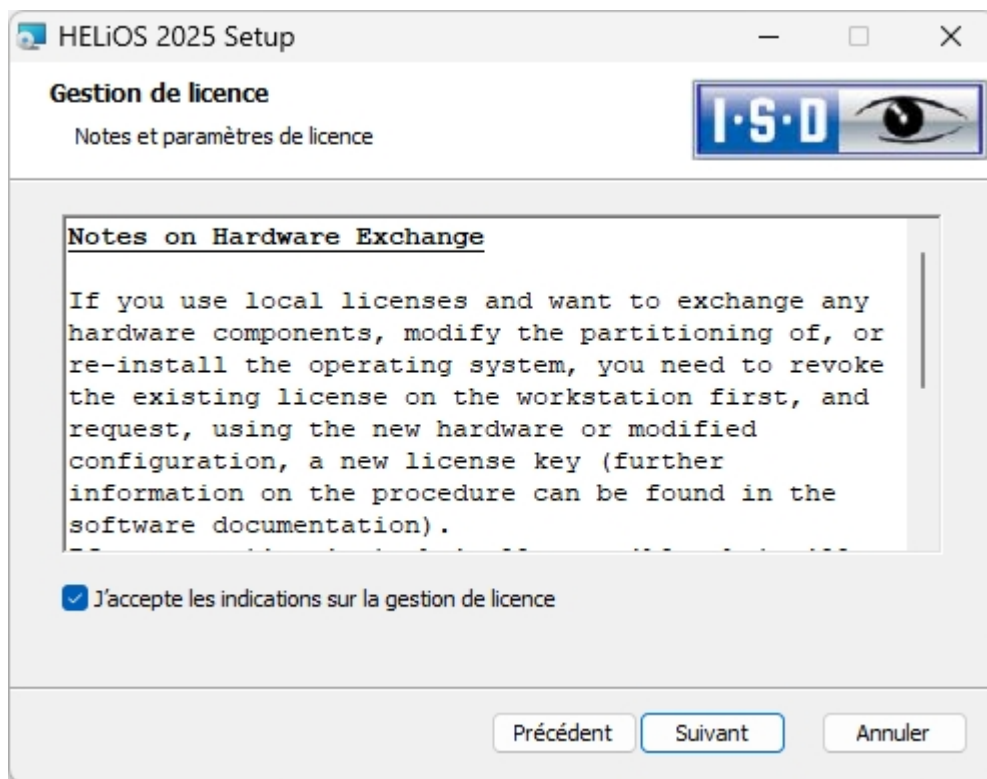 HELiOS 2025 Setup
Gestion de licence
Notes et paramètres de licence
I·S·D
Notes on Hardware Exchange
If you use local licenses and want to exchange any
hardware components, modify the partitioning of, or
re-install the operating system, you need to revoke
the existing license on the workstation first, and
request, using the new hardware or modified
configuration, a new license key (further
information on the procedure can be found in the
software documentation).
J'accepte les indications sur la gestion de licence
Précédent
Suivant
Annuler